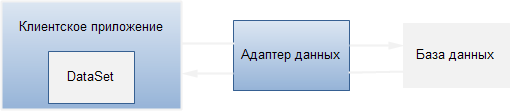 Клиентское приложение
DataSet
Адаптер данных
База данных